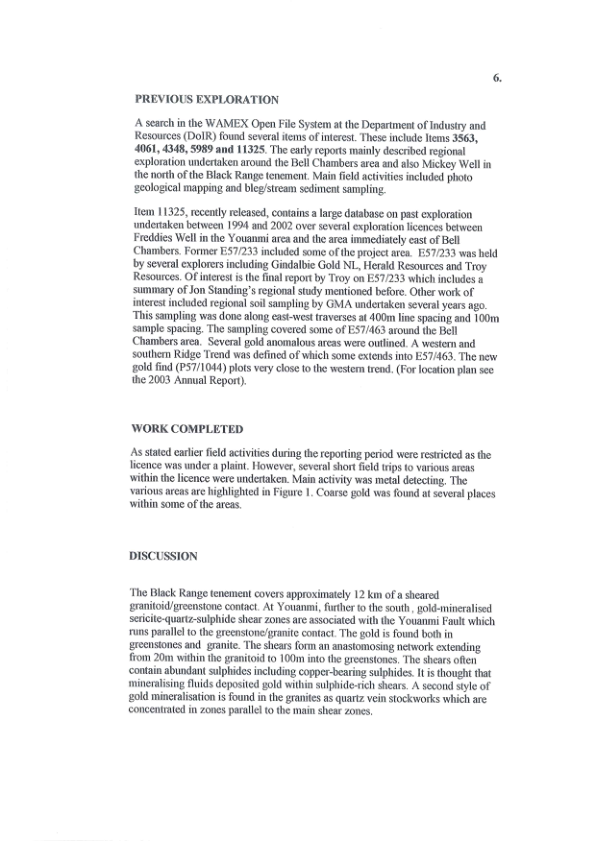 6.
PREVIOUS EXPLORATION
A search in the WAMEX Open File System at the Department of Industry and
Resources (DoIR) found several items of interest. These include Items 3563,
4061, 4348, 5989 and 11325. The early reports mainly described regional
exploration undertaken around the Bell Chambers area and also Mickey Well in
the north of the Black Range tenement. Main field activities included photo
geological mapping and bleg/stream sediment sampling.
Item 11325, recently released, contains a large database on past exploration
undertaken between 1994 and 2002 over several exploration licences between
Freddies Well in the Youanmi area and the area immediately east of Bell
Chambers. Former E57/233 included some of the project area. E57/233 was held
by several explorers including Gindalbie Gold NL, Herald Resources and Troy
Resources. Of interest is the final report by Troy on E57/233 which includes a
summary of Jon Standing's regional study mentioned before. Other work of
interest included regional soil sampling by GMA undertaken several years ago.
This sampling was done along east-west traverses at 400m line spacing and 100m
sample spacing. The sampling covered some of E57/463 around the Bell
Chambers area. Several gold anomalous areas were outlined. A western and
southern Ridge Trend was defined of which some extends into E57/463. The new
gold find (P57/1044) plots very close to the western trend. (For location plan see
the 2003 Annual Report).
WORK COMPLETED
As stated earlier field activities during the reporting period were restricted as the
licence was under a plaint. However, several short field trips to various areas
within the licence were undertaken. Main activity was metal detecting. The
various areas are highlighted in Figure 1. Coarse gold was found at several places
within some of the areas.
DISCUSSION
The Black Range tenement covers approximately 12 km of a sheared
granitoid/greenstone contact. At Youanmi, further to the south , gold-mineralised
sericite-quartz-sulphide shear zones are associated with the Youanmi Fault which
runs parallel to the greenstone/granite contact. The gold is found both in
greenstones and granite. The shears form an anastomosing network extending
from 20m within the granitoid to 100m into the greenstones. The shears often
contain abundant sulphides including copper-bearing sulphides. It is thought that
mineralising fluids deposited gold within sulphide-rich shears. A second style of
gold mineralisation is found in the granites as quartz vein stockworks which are
concentrated in zones parallel to the main shear zones.